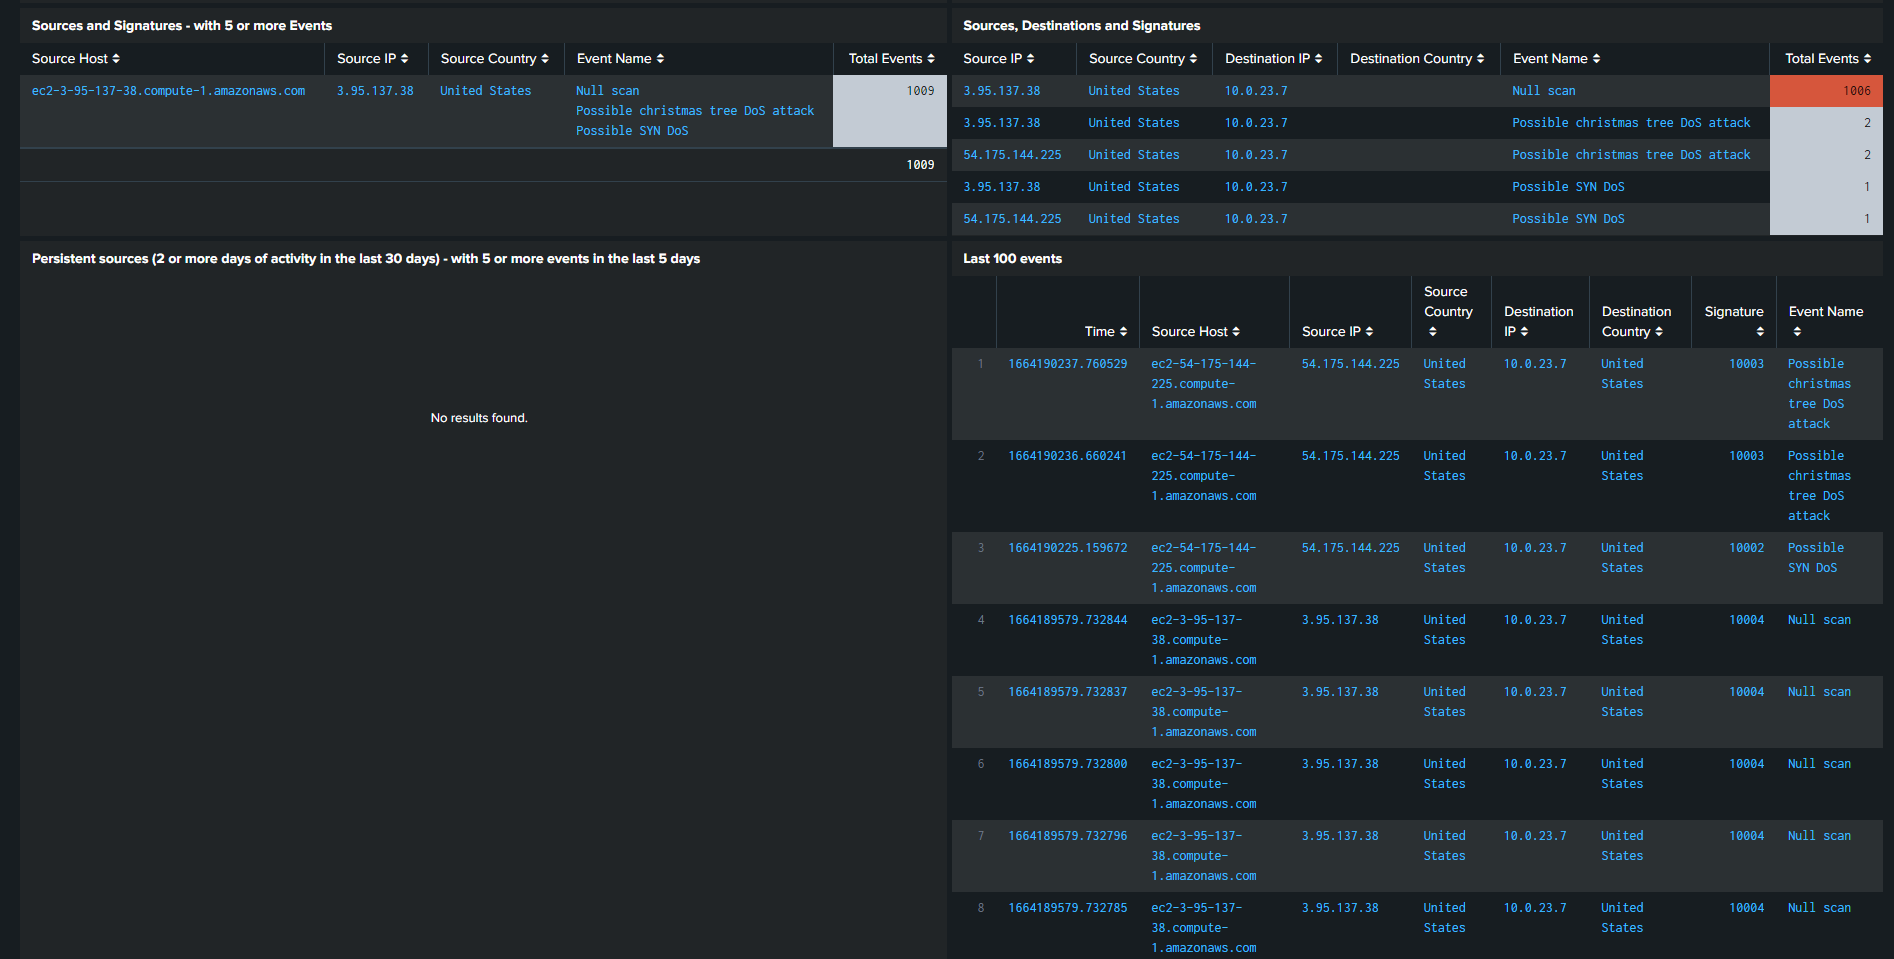 Sources and Signatures - with 5 or more Events
Source Host Source IP Source Country Event Name Total Events
ec2-3-95-137-38.compute-1.amazonaws.com 3.95.137.38 United States Null scan 1009
Possible christmas tree DoS attack
Possible SYN DoS
1009
Sources, Destinations and Signatures
Source IP Source Country Destination IP Destination Country Event Name Total Events
3.95.137.38 United States 10.0.23.7 Null scan 1006
3.95.137.38 United States 10.0.23.7 Possible christmas tree DoS attack 2
54.175.144.225 United States 10.0.23.7 Possible christmas tree DoS attack 2
3.95.137.38 United States 10.0.23.7 Possible SYN DoS 1
54.175.144.225 United States 10.0.23.7 Possible SYN DoS 1
Persistent sources (2 or more days of activity in the last 30 days) - with 5 or more events in the last 5 days
No results found.
Last 100 events
Source
Country Destination Destination Signature Event Name
Time Source Host Source IP IP Country
1 1664190237.760529 ec2-54-175-144- 54.175.144.225 United 10.0.23.7 United 10003 Possible
225.compute- States States christmas
1.amazonaws.com tree DoS
attack
2 1664190236.660241 ec2-54-175-144- 54.175.144.225 United 10.0.23.7 United 10003 Possible
225.compute- States States christmas
1.amazonaws.com tree DoS
attack
3 1664190225.159672 ec2-54-175-144- 54.175.144.225 United 10.0.23.7 United 10002 Possible
225.compute- States States SYN DoS
1.amazonaws.com
4 1664189579.732844 ec2-3-95-137- 3.95.137.38 United 10.0.23.7 United 10004 Null scan
38.compute- States States
1.amazonaws.com
5 1664189579.732837 ec2-3-95-137- 3.95.137.38 United 10.0.23.7 United 10004 Null scan
38.compute- States States
1.amazonaws.com
6 1664189579.732800 ec2-3-95-137- 3.95.137.38 United 10.0.23.7 United 10004 Null scan
38.compute- States States
1.amazonaws.com
7 1664189579.732796 ec2-3-95-137- 3.95.137.38 United 10.0.23.7 United 10004 Null scan
38.compute- States States
1.amazonaws.com
8 1664189579.732785 ec2-3-95-137- 3.95.137.38 United 10.0.23.7 United 10004 Null scan
38.compute- States States
1.amazonaws.com